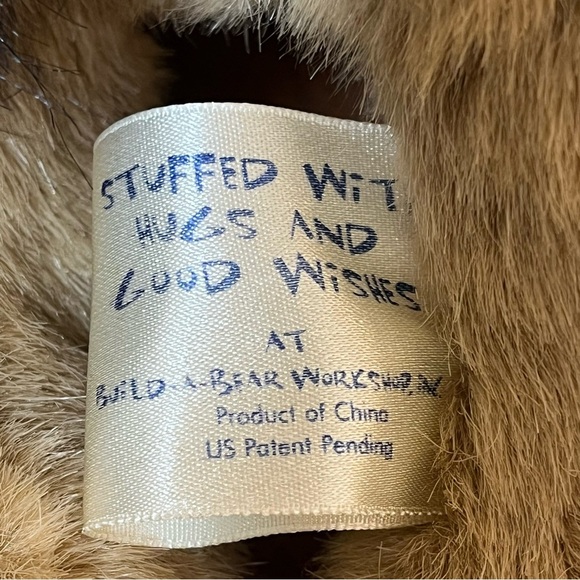 STUFFED WiT
HUGS AND
GOOD WiSHES
AT
BUILD-A-BEAR WORKSHOP, INC.
Product of China
US Patent Pending